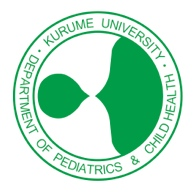 KURUME UNIVERSITY
DEPARTMENT OF PEDIATRICS & CHILD HEALTH